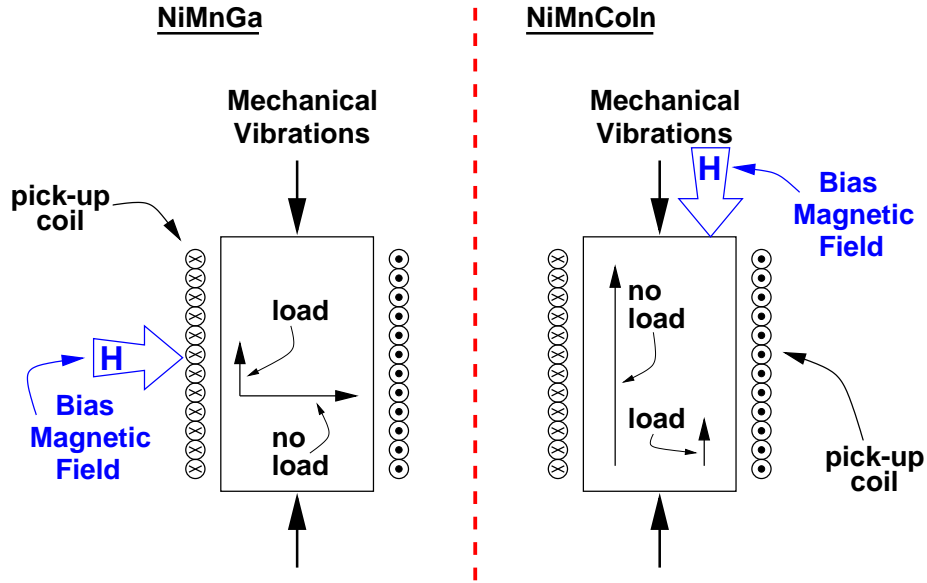 NiMnGa
Mechanical
Vibrations
pick-up
coil
load
H
Bias
Magnetic
Field
no
load
NiMnCoIn
Mechanical
Vibrations
H
Bias
Magnetic
Field
no
load
load
pick-up
coil